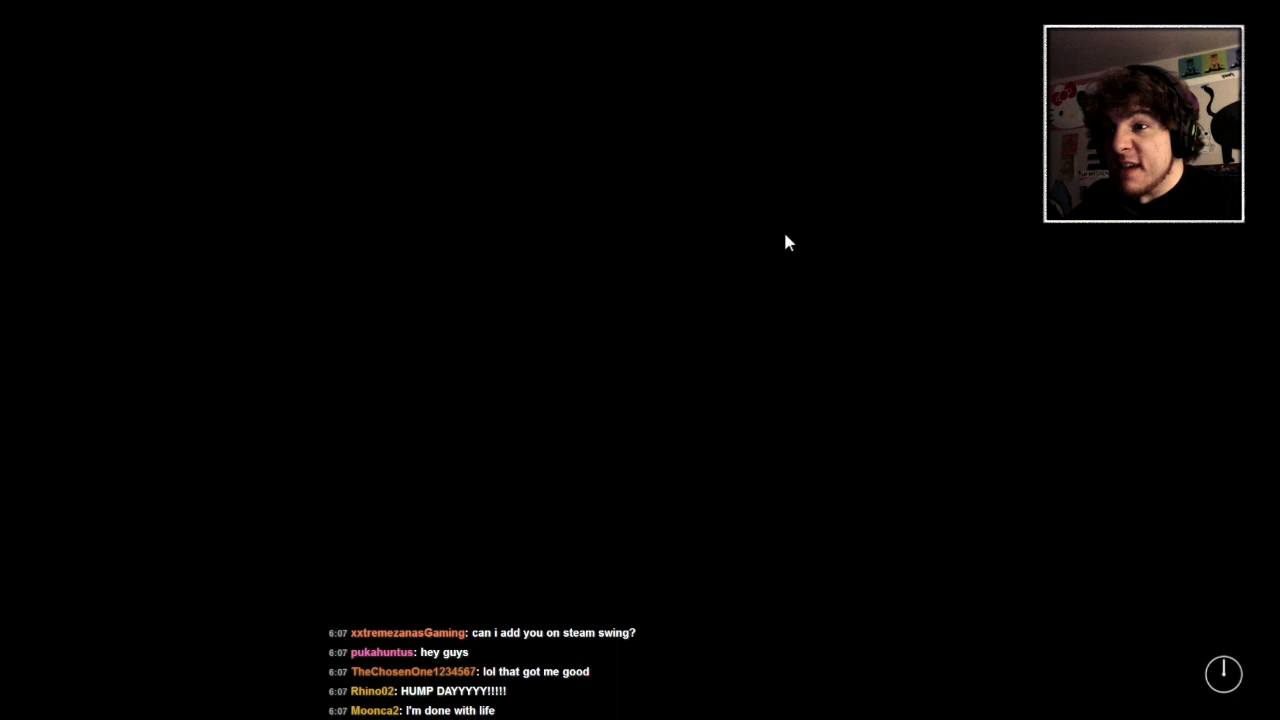 6:07 xxtremezanasGaming: can i add you on steam swing?
6:07 pukahuntus: hey guys
6:07 TheChosenOne1234567: lol that got me good
6:07 Rhino02: HUMP DAYYYYY!!!!!
6:07 Moonca2: I'm done with life